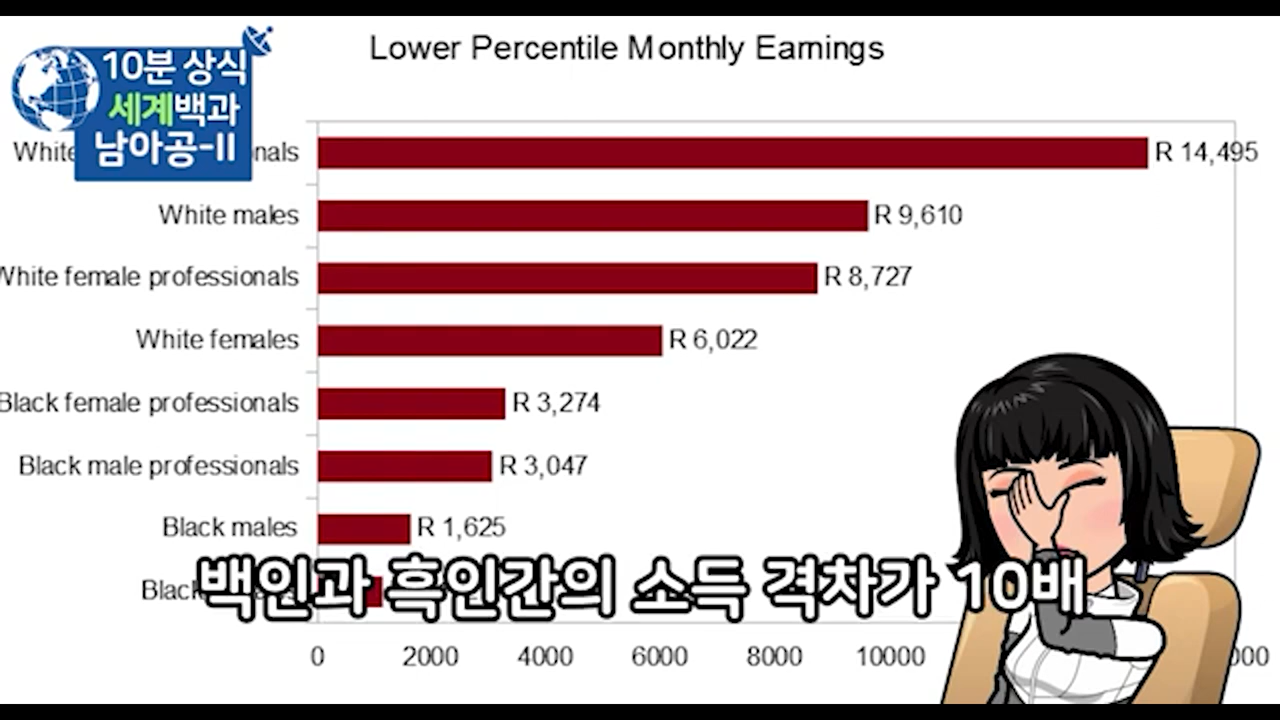 Lower Percentile Monthly Earnings
10분 상식
세계백과
남아공-II
R 14,495
White males
R 9,610
White female professionals
R 8,727
White females
R 6,022
Black female professionals
R 3,274
Black male professionals
R 3,047
Black males
R 1,625
백인과 흑인간의 소득 격차가 10배
0 2000 4000 6000 8000 10000